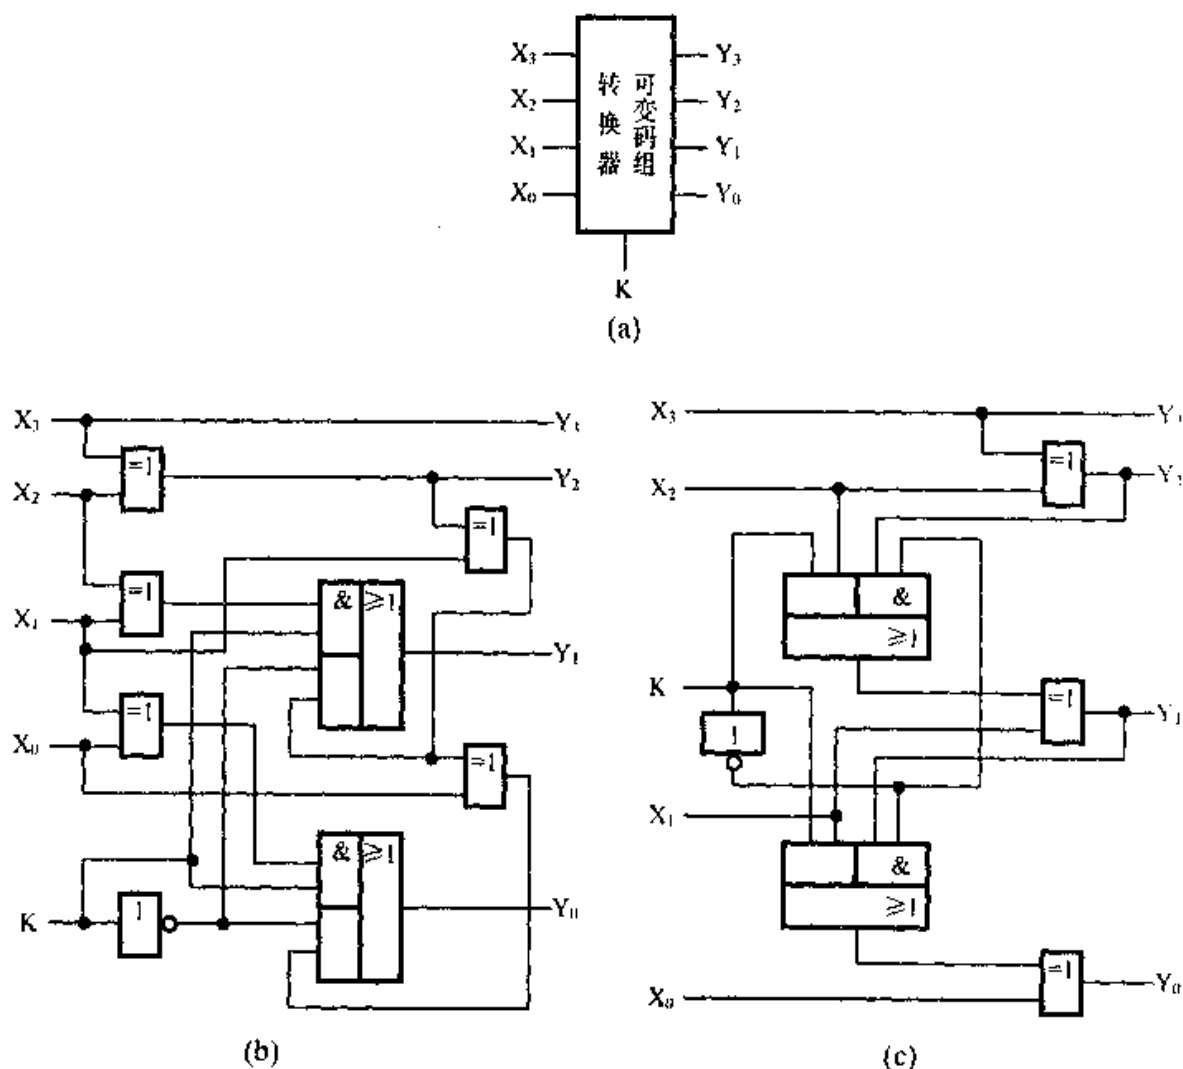 X₃ Y₃
X₂ Y₂
X₁ Y₁
X₀ Y₀
可变码组
转换器
K
(a)
X₃ Y₃
=1
X₂ Y₂
=1
=1
X₁ & ≥1 Y₁
=1
X₀ =1
& ≥1
K 1 Y₀
(b)
X₃ Y₃
=1
X₂ Y₂
&
≥1
K =1 Y₁
1
X₁
&
≥1
=1 Y₀
X₀
(c)